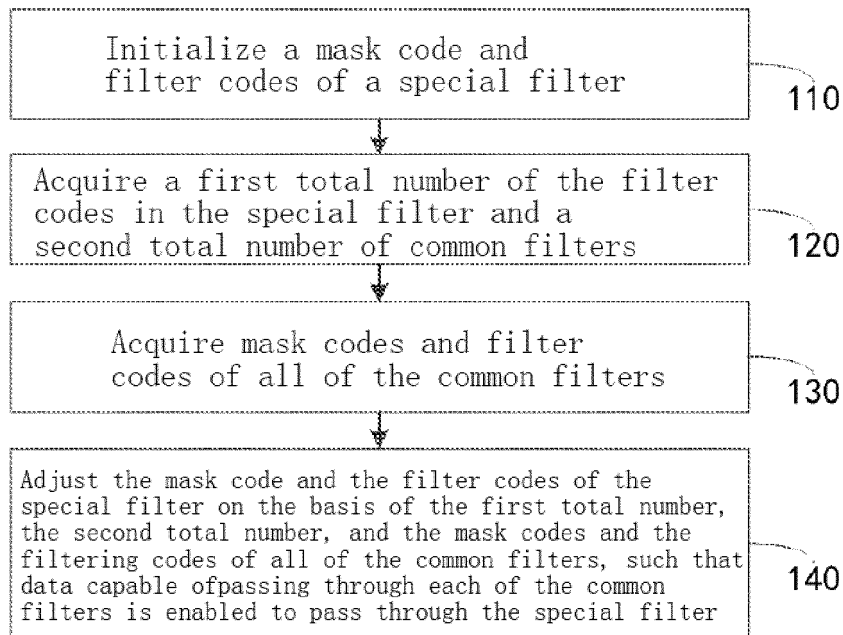 Initialize a mask code and
filter codes of a special filter
110
Acquire a first total number of the filter
codes in the special filter and a
second total number of common filters
120
Acquire mask codes and filter
codes of all of the common filters
130
Adjust the mask code and the filter codes of the
special filter on the basis of the first total number,
the second total number, and the mask codes and the
filtering codes of all of the common filters, such that
data capable ofpassing through each of the common
filters is enabled to pass through the special filter
140